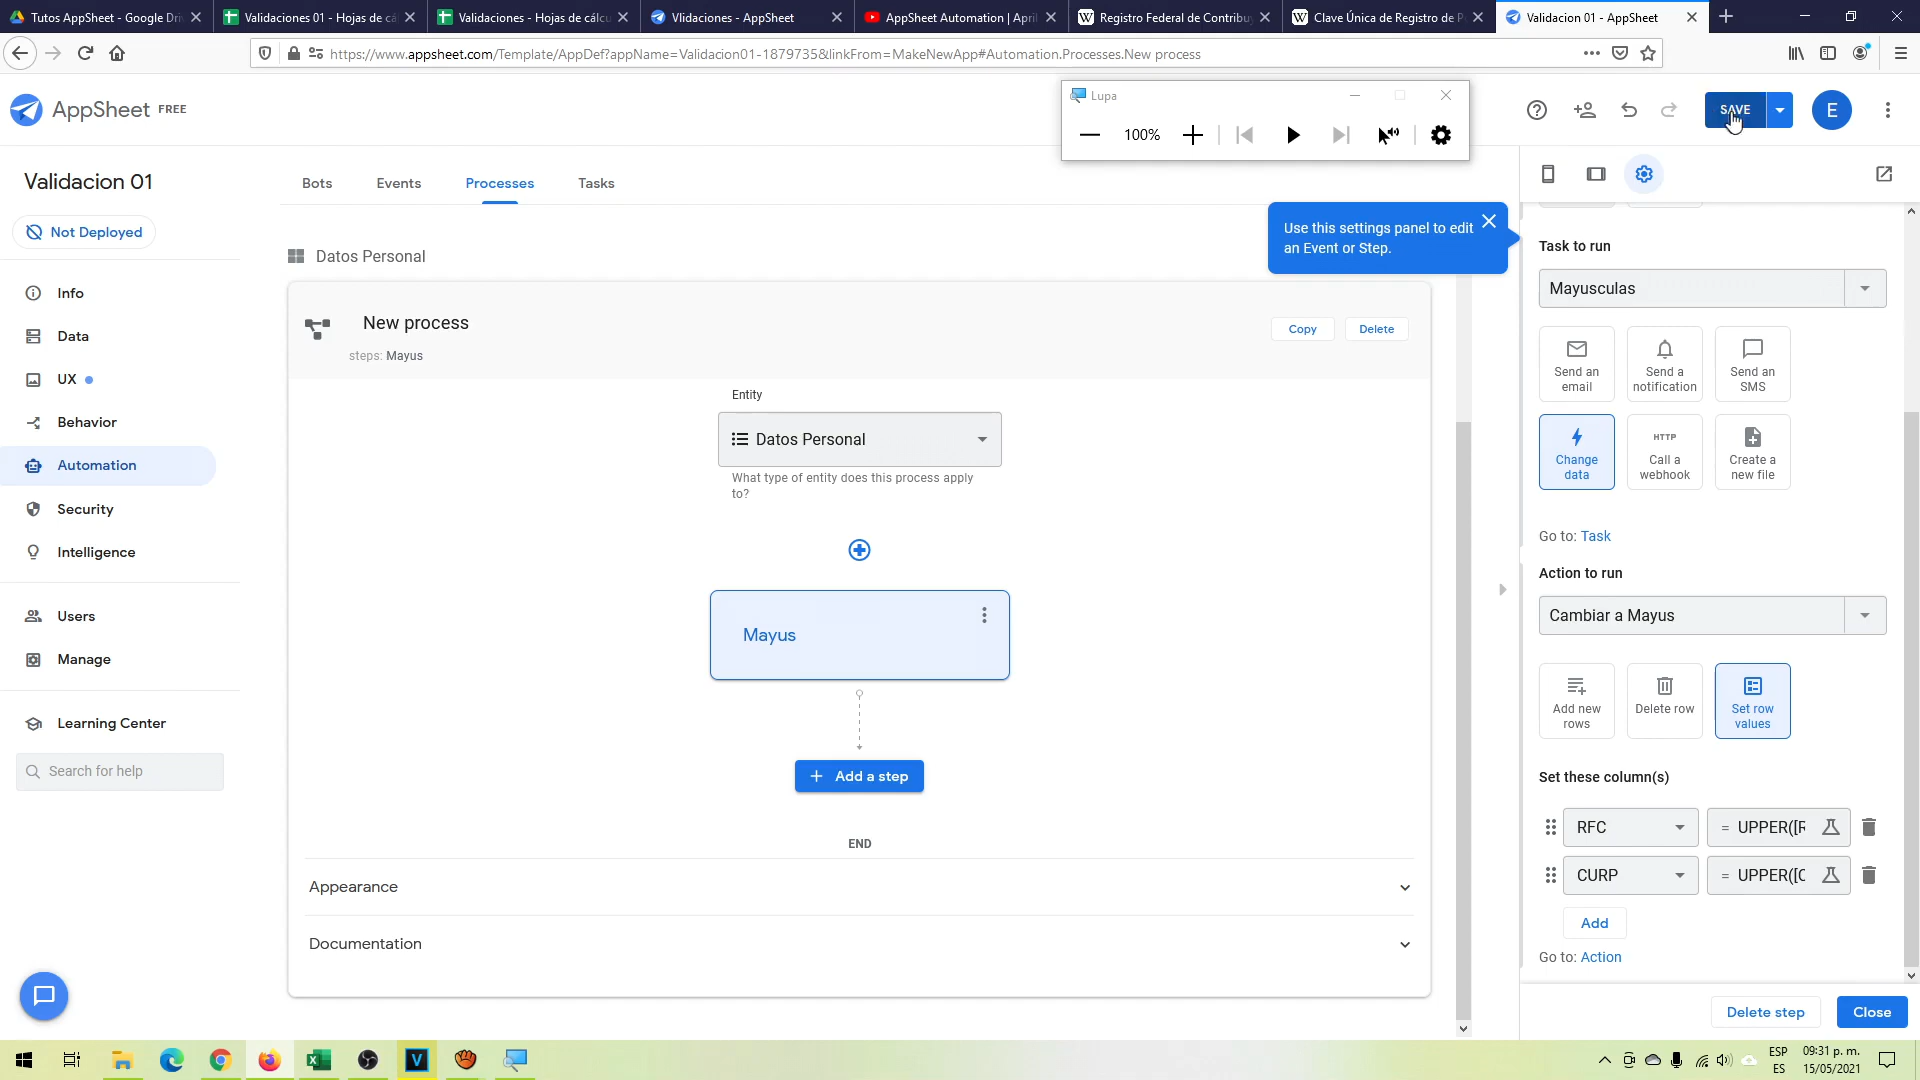 Tutos AppSheet - Google Dri
Validaciones 01 - Hojas de cá
Validaciones - Hojas de cálcu
Vlidaciones - AppSheet
AppSheet Automation | Apri
Registro Federal de Contribu
Clave Única de Registro de P
Validacion 01 - AppSheet
https://www.appsheet.com/Template/AppDef?appName=Validacion01-1879735&linkFrom=MakeNewApp#Automation.Processes.New process
AppSheet FREE
Lupa
100%
SAVE
E
Validacion 01
Not Deployed
Info
Data
UX
Behavior
Automation
Security
Intelligence
Users
Manage
Learning Center
Search for help
Bots
Events
Processes
Tasks
Datos Personal
New process
steps: Mayus
Copy
Delete
Entity
Datos Personal
What type of entity does this process apply
to?
Mayus
Add a step
END
Appearance
Documentation
Use this settings panel to edit
an Event or Step.
Task to run
Mayusculas
Send an
email
Send a
notification
Send an
SMS
Change
data
HTTP
Call a
webhook
Create a
new file
Go to: Task
Action to run
Cambiar a Mayus
Add new
rows
Delete row
Set row
values
Set these column(s)
RFC
= UPPER([R
CURP
= UPPER([C
Add
Go to: Action
Delete step
Close
ESP
ES
09:31 p. m.
15/05/2021